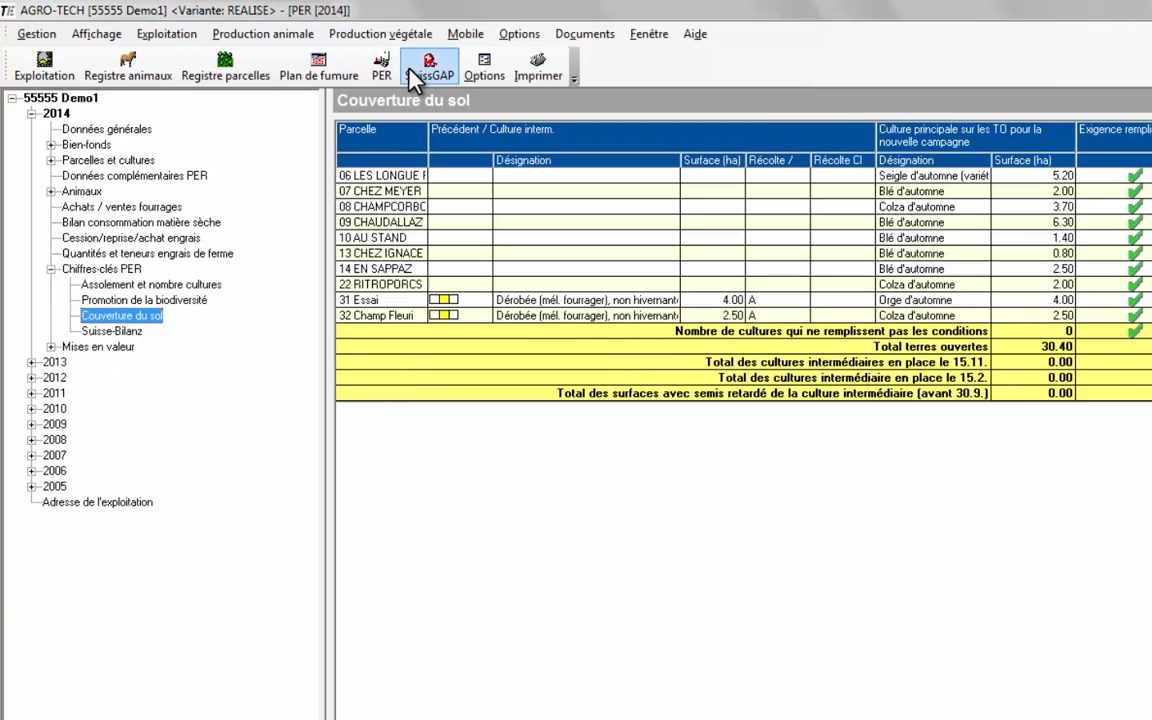 AGRO-TECH [55555 Demo1] <Variante: REALISE> - [PER [2014]]
Gestion Affichage Exploitation Production animale Production végétale Mobile Options Documents Fenêtre Aide
Exploitation Registre animaux Registre parcelles Plan de fumure PER SwissGAP Options Imprimer
55555 Demo1
2014
Données générales
Bien-fonds
Parcelles et cultures
Données complémentaires PER
Animaux
Achats / ventes fourrages
Bilan consommation matière sèche
Cession/reprise/achat engrais
Quantités et teneurs engrais de ferme
Chiffres-clés PER
Assolement et nombre cultures
Promotion de la biodiversité
Couverture du sol
Suisse-Bilanz
Mises en valeur
2013
2012
2011
2010
2009
2008
2007
2006
2005
Adresse de l'exploitation
Couverture du sol
Parcelle Précédent / Culture interm. Culture principale sur les TO pour la nouvelle campagne Exigence rempli
Désignation Surface (ha) Récolte / Récolte CI Désignation Surface (ha)
06 LES LONGUE F Seigle d'automne (variét 5.20
07 CHEZ MEYER Blé d'automne 2.00
08 CHAMPCORBO Colza d'automne 3.70
09 CHAUDALLAZ Blé d'automne 6.30
10 AU STAND Blé d'automne 1.40
13 CHEZ IGNACE Blé d'automne 0.80
14 EN SAPPAZ Blé d'automne 2.50
22 RITROPORCS Colza d'automne 2.00
31 Essai Dérobée (mél. fourrager), non hivernant 4.00 A Orge d'automne 4.00
32 Champ Fleuri Dérobée (mél. fourrager), non hivernant 2.50 A Colza d'automne 2.50
Nombre de cultures qui ne remplissent pas les conditions 0
Total terres ouvertes 30.40
Total des cultures intermédiaires en place le 15.11. 0.00
Total des cultures intermédiaire en place le 15.2. 0.00
Total des surfaces avec semis retardé de la culture intermédiaire (avant 30.9.) 0.00